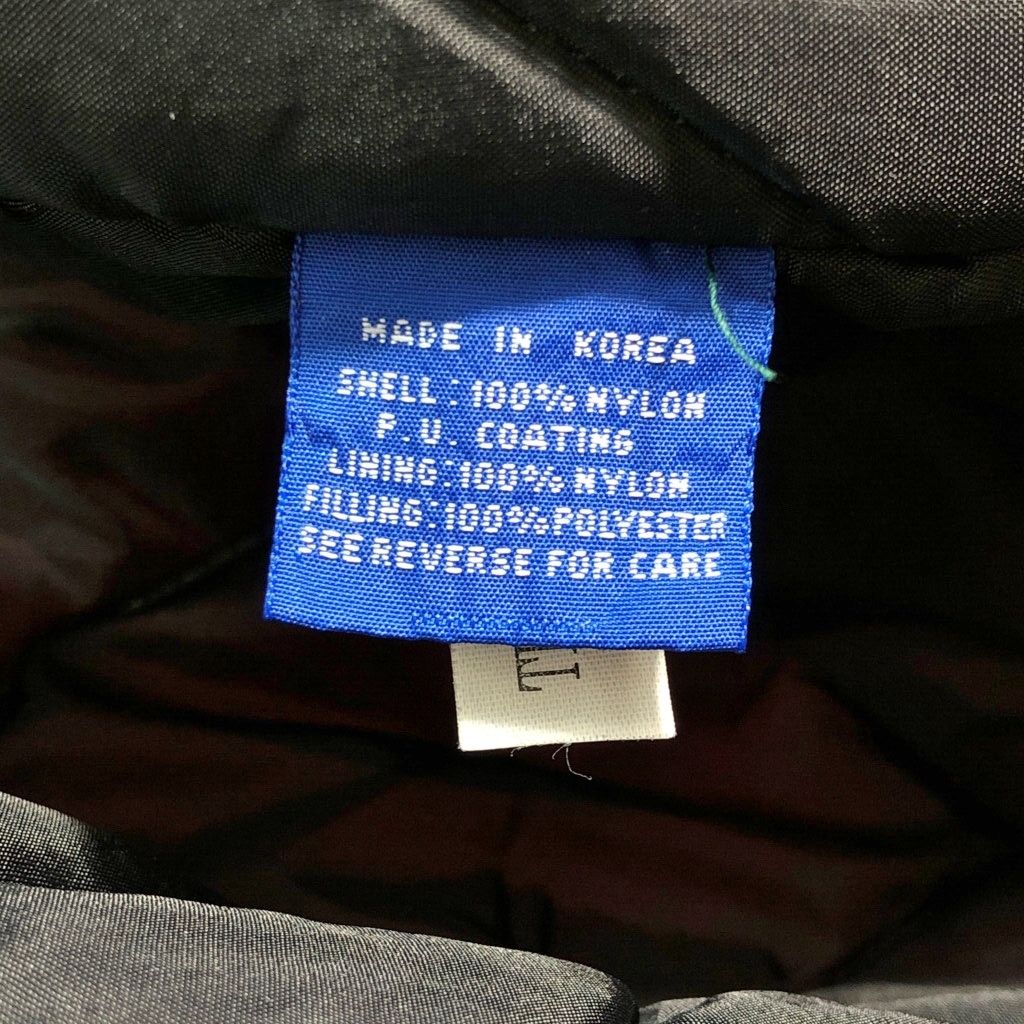 MADE IN KOREA
SHELL : 100% NYLON
P.U. COATING
LINING : 100% NYLON
FILLING : 100% POLYESTER
SEE REVERSE FOR CARE